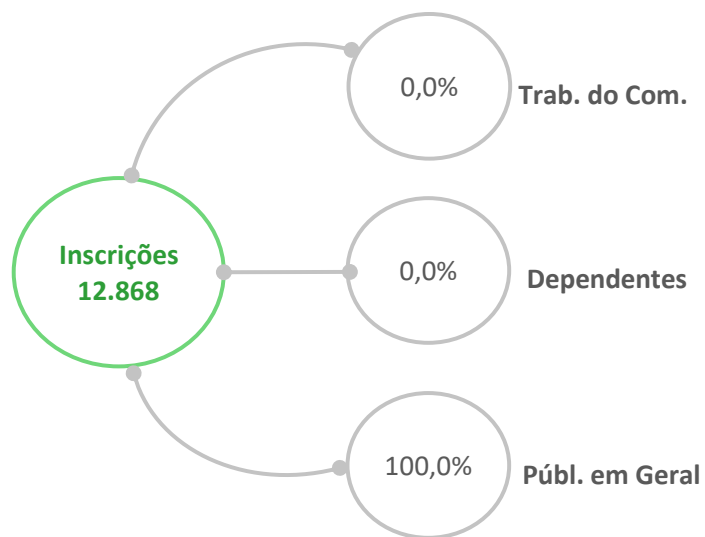 0,0%
Trab. do Com.
Inscrições
12.868
0,0%
Dependentes
100,0%
Públ. em Geral